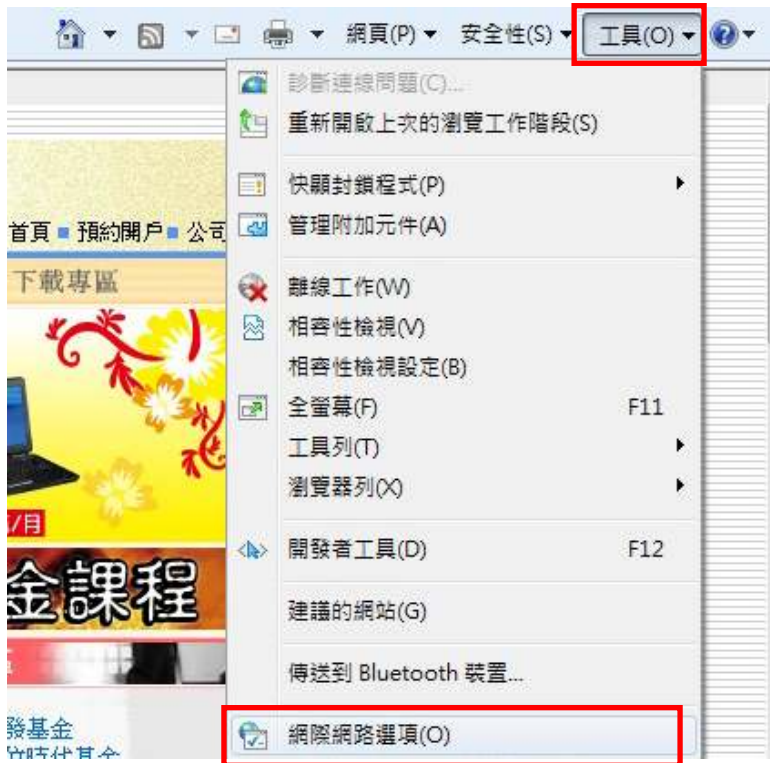 網頁(P) 安全性(S) 工具(O)
診斷連線問題(C)...
重新開啟上次的瀏覽工作階段(S)
快顯封鎖程式(P)
管理附加元件(A)
離線工作(W)
相容性檢視(V)
相容性檢視設定(B)
全螢幕(F) F11
工具列(T)
瀏覽器列(X)
開發者工具(D) F12
建議的網站(G)
傳送到 Bluetooth 裝置...
網際網路選項(O)
首頁 預約開戶 公司
下載專區
/月
金課程
發基金
時代基金